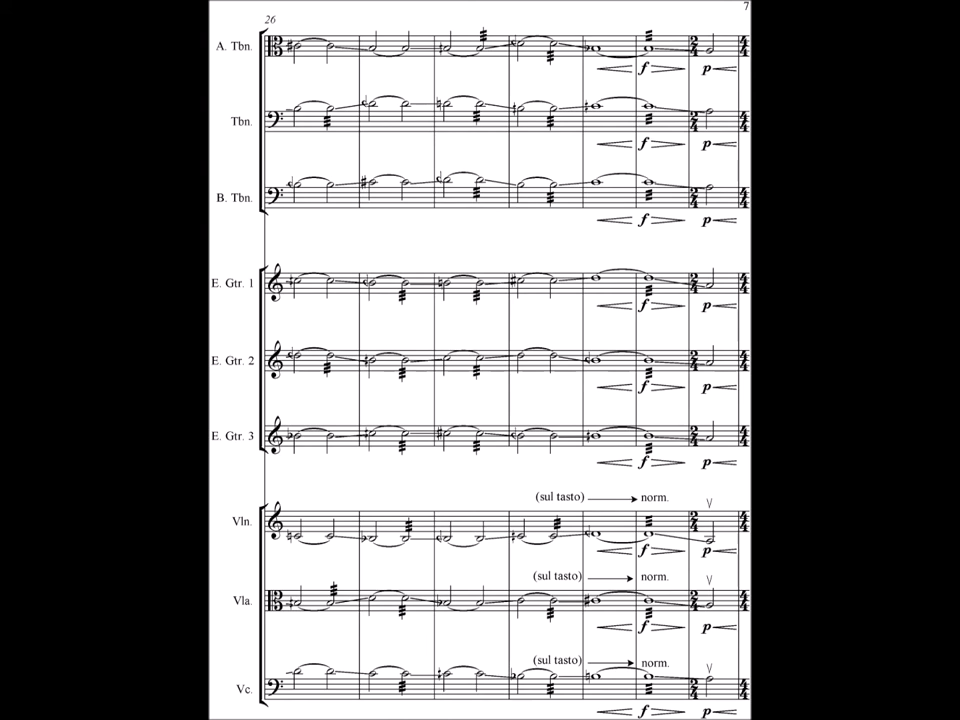 7
26
A. Tbn.
f p
Tbn.
f p
B. Tbn.
f p
E. Gtr. 1
f p
E. Gtr. 2
f p
E. Gtr. 3
f p
(sul tasto) norm.
Vln.
f p
(sul tasto) norm.
Vla.
f p
(sul tasto) norm.
Vc.
f p